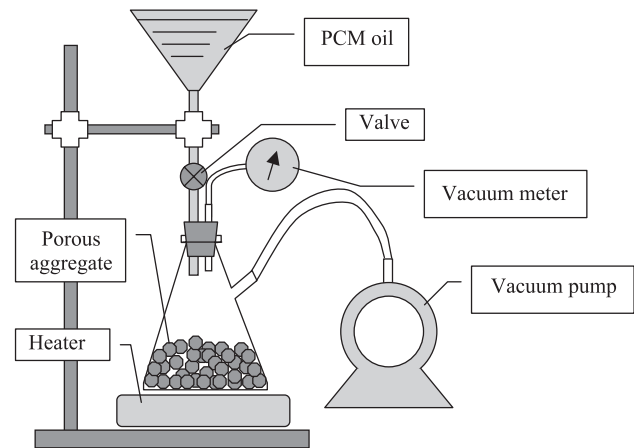 PCM oil
Valve
Vacuum meter
Porous
aggregate
Vacuum pump
Heater